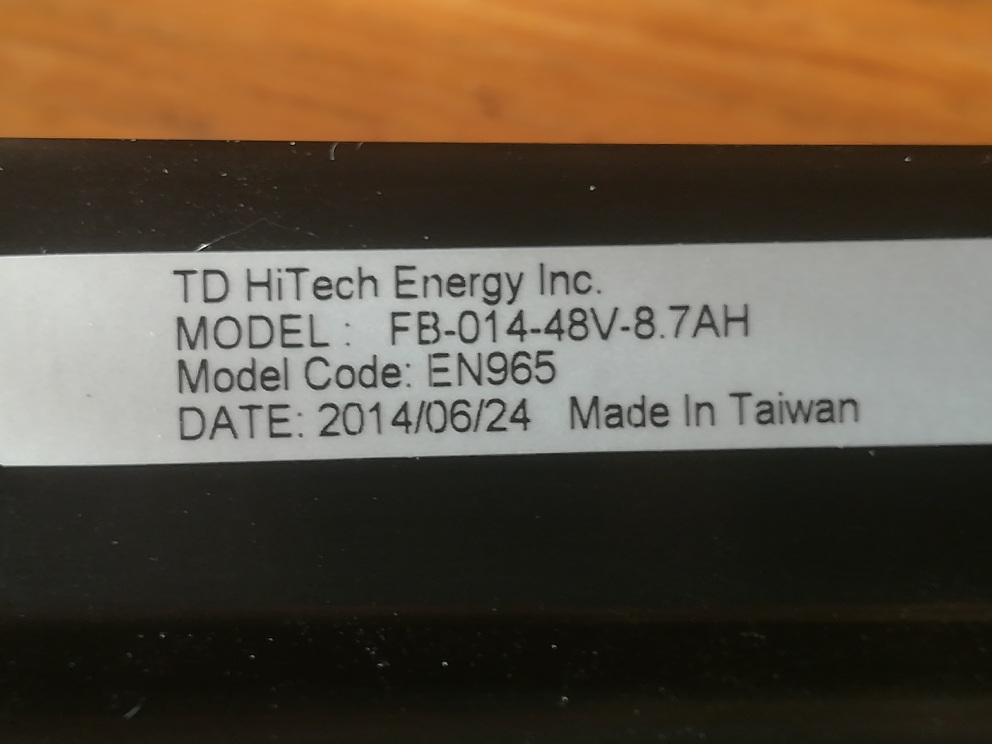 TD HiTech Energy Inc.
MODEL : FB-014-48V-8.7AH
Model Code: EN965
DATE: 2014/06/24 Made In Taiwan